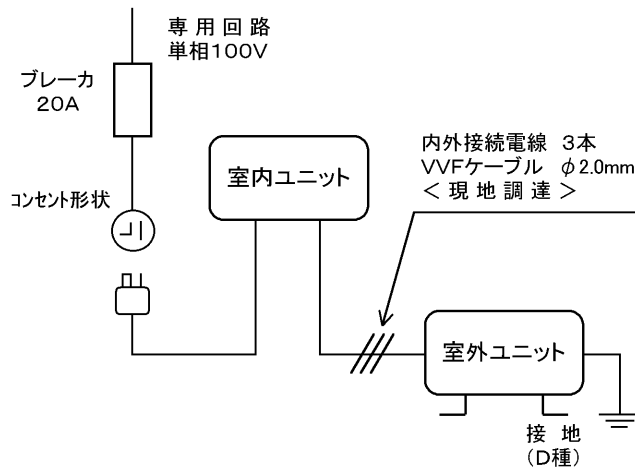 専用回路
単相100V
ブレーカ
20A
内外接続電線 3本
VVFケーブル φ2.0mm
<現地調達>
室内ユニット
コンセント形状
室外ユニット
接地
(D種)